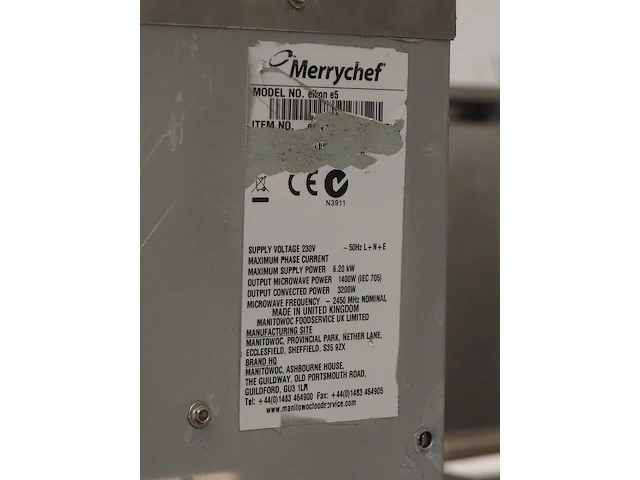 Merrychef
MODEL NO. eikon e5
ITEM NO.
CE
N3911
SUPPLY VOLTAGE 230V ~50Hz L+N+E
MAXIMUM PHASE CURRENT
MAXIMUM SUPPLY POWER 6.20 kW
OUTPUT MICROWAVE POWER 1400W (IEC 705)
OUTPUT CONVECTED POWER 3200W
MICROWAVE FREQUENCY ~ 2450 MHz NOMINAL
MADE IN UNITED KINGDOM
MANITOWOC FOODSERVICE UK LIMITED
MANUFACTURING SITE
MANITOWOC, PROVINCIAL PARK, NETHER LANE,
ECCLESFIELD, SHEFFIELD, S35 9ZX
BRAND HQ
MANITOWOC, ASHBOURNE HOUSE,
THE GUILDWAY, OLD PORTSMOUTH ROAD,
GUILDFORD, GU3 1LR
Tel: +44(0)1483 464900 Fax: +44(0)1483 464905
www.manitowocfoodservice.com